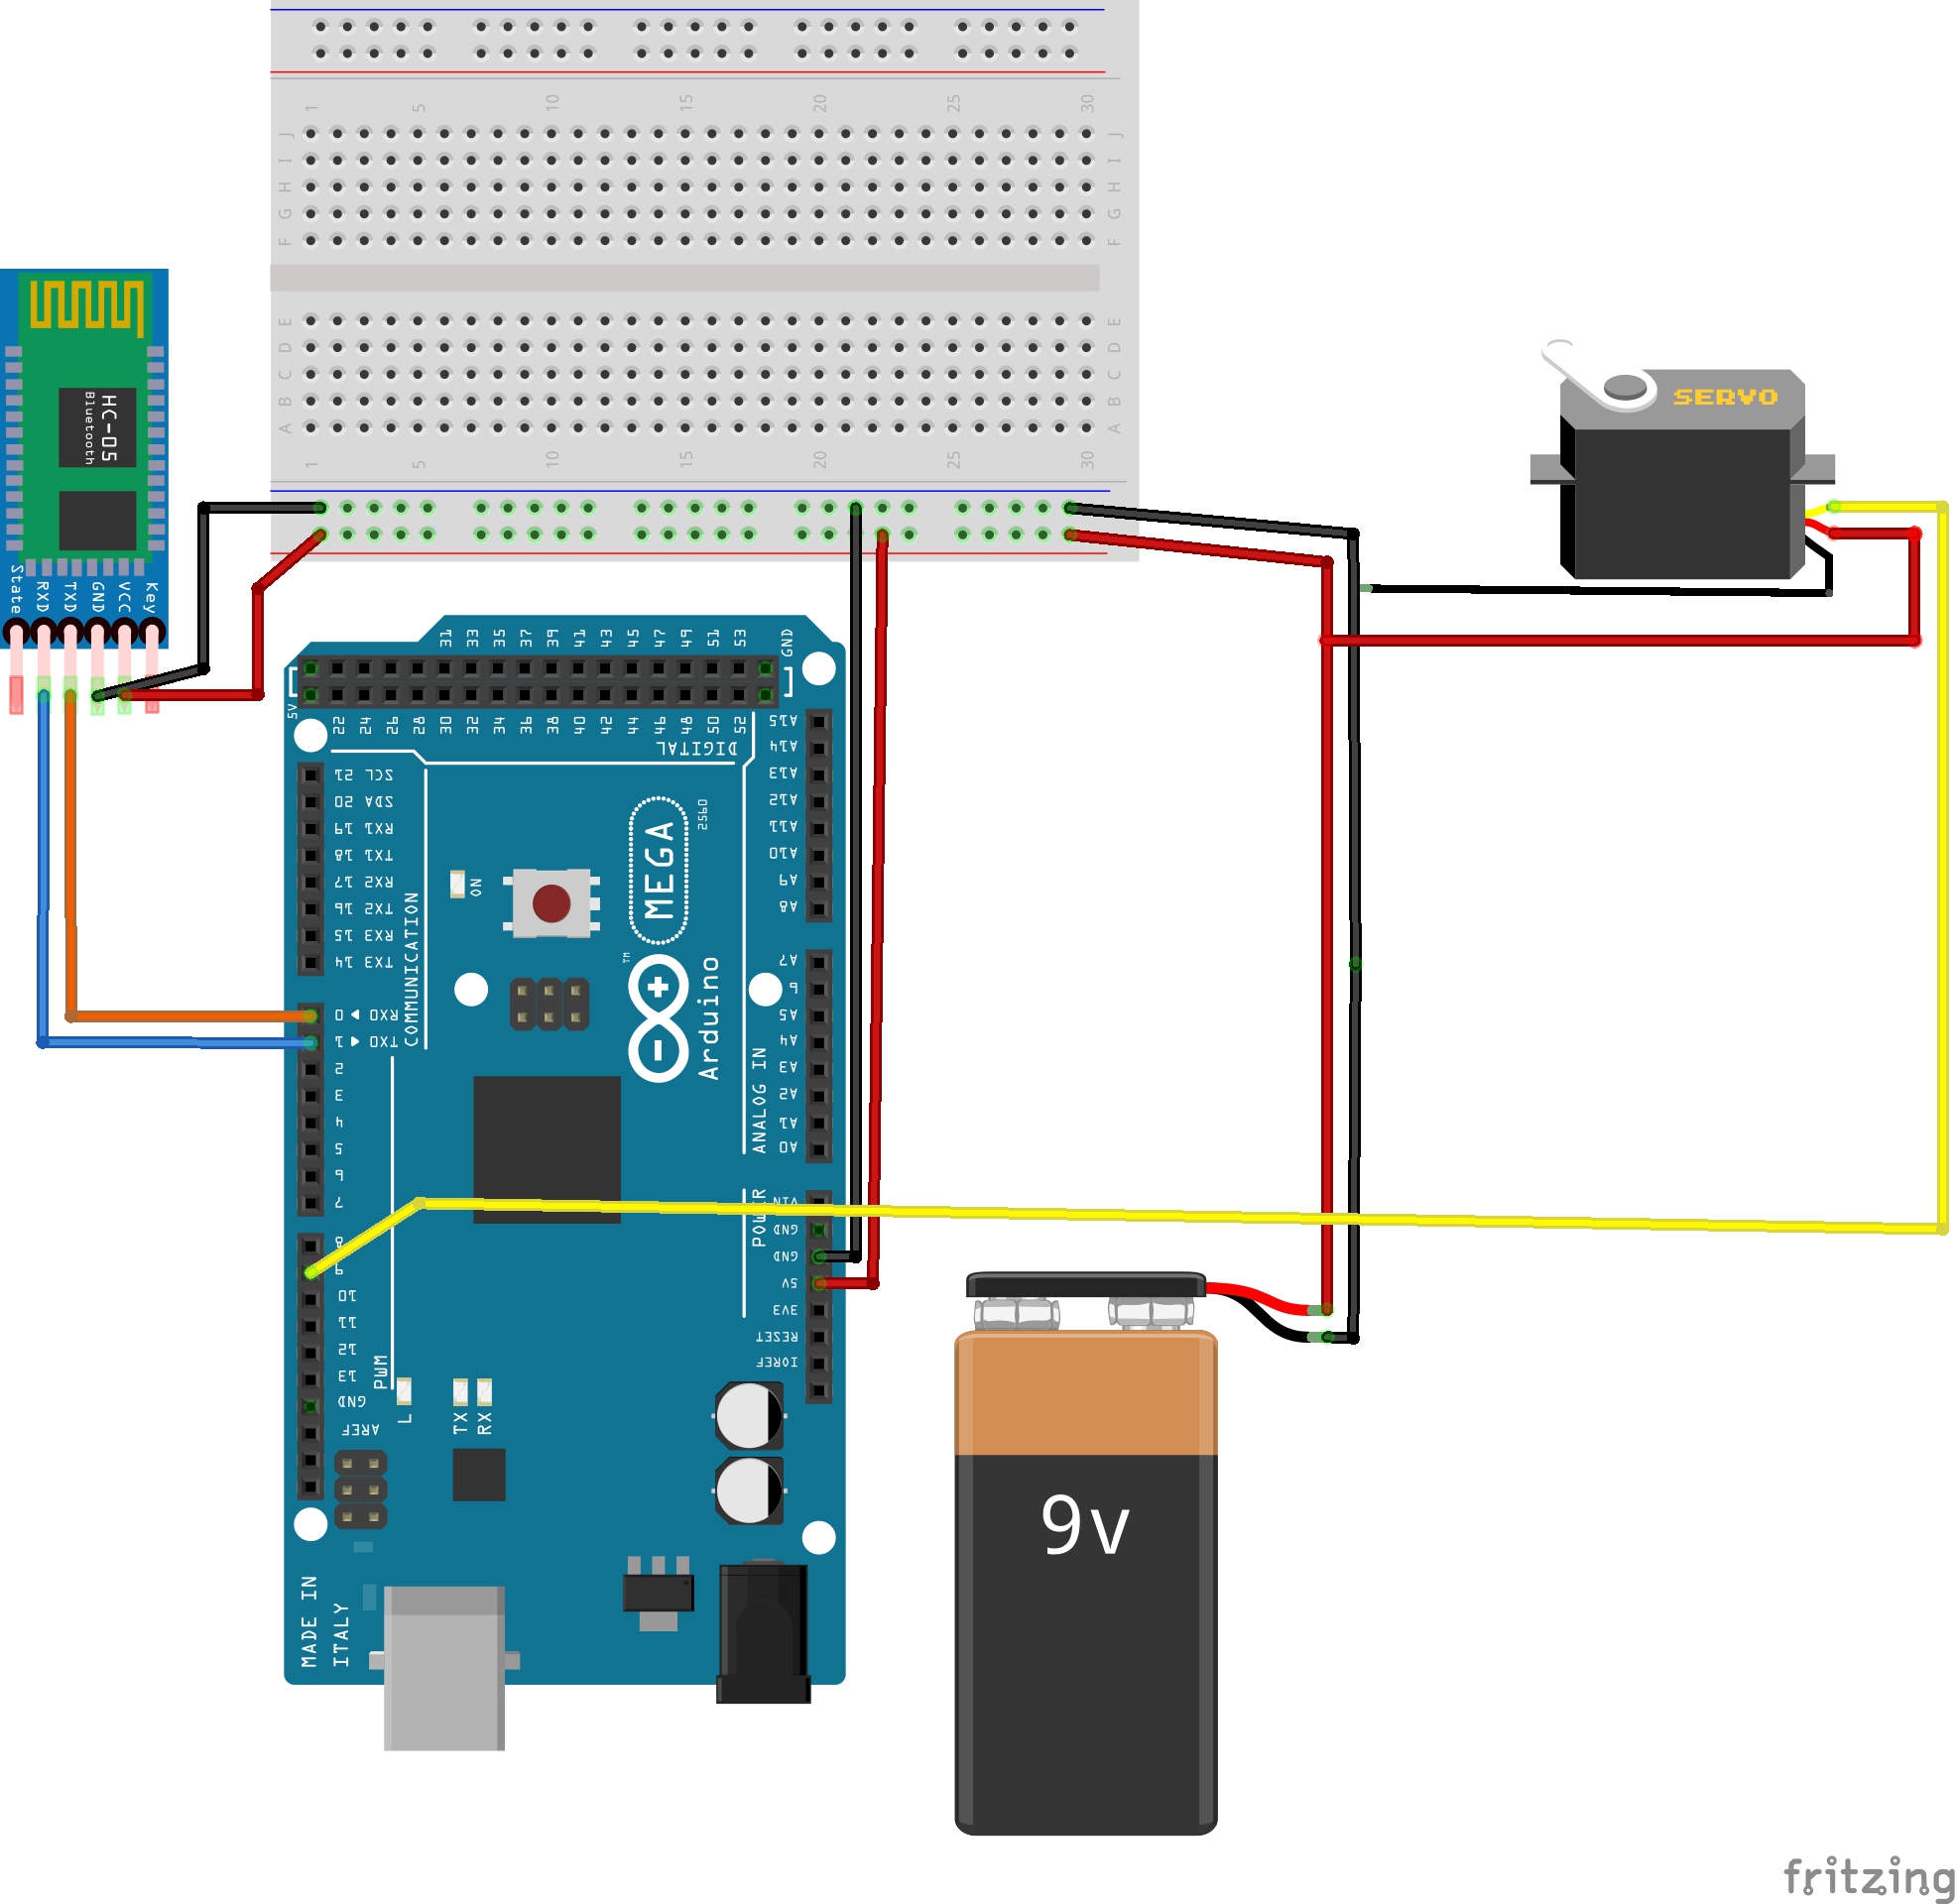 1 5 10 15 20 25 30
J J
I I
H H
G G
F F
E E
D D
C C
B B
A A
1 5 10 15 20 25 30
HC-05
Bluetooth
State RXD TXD GND VCC Key
SERVO
31 33 35 37 39 41 43 45 47 49 51 53 GND
5V 22 24 26 28 30 32 34 36 38 40 42 44 46 48 50 52
DIGITAL
21 SCL
20 SDA
19 RX1
18 TX1
17 RX2
16 TX2
15 RX3
14 TX3
COMMUNICATION
0 ◀ RX0
1 ▶ TX0
2
3
4
5
6
7
8
9
10
11
12
13
GND
AREF
PWM
L
TX
RX
ON
MEGA
2560
TM
Arduino
A15
A14
A13
A12
A11
A10
A9
A8
A7
6
A5
A4
A3
A2
A1
A0
ANALOG IN
VIN
GND
GND
5V
3V3
RESET
IOREF
POWER
MADE IN
ITALY
9v
fritzing